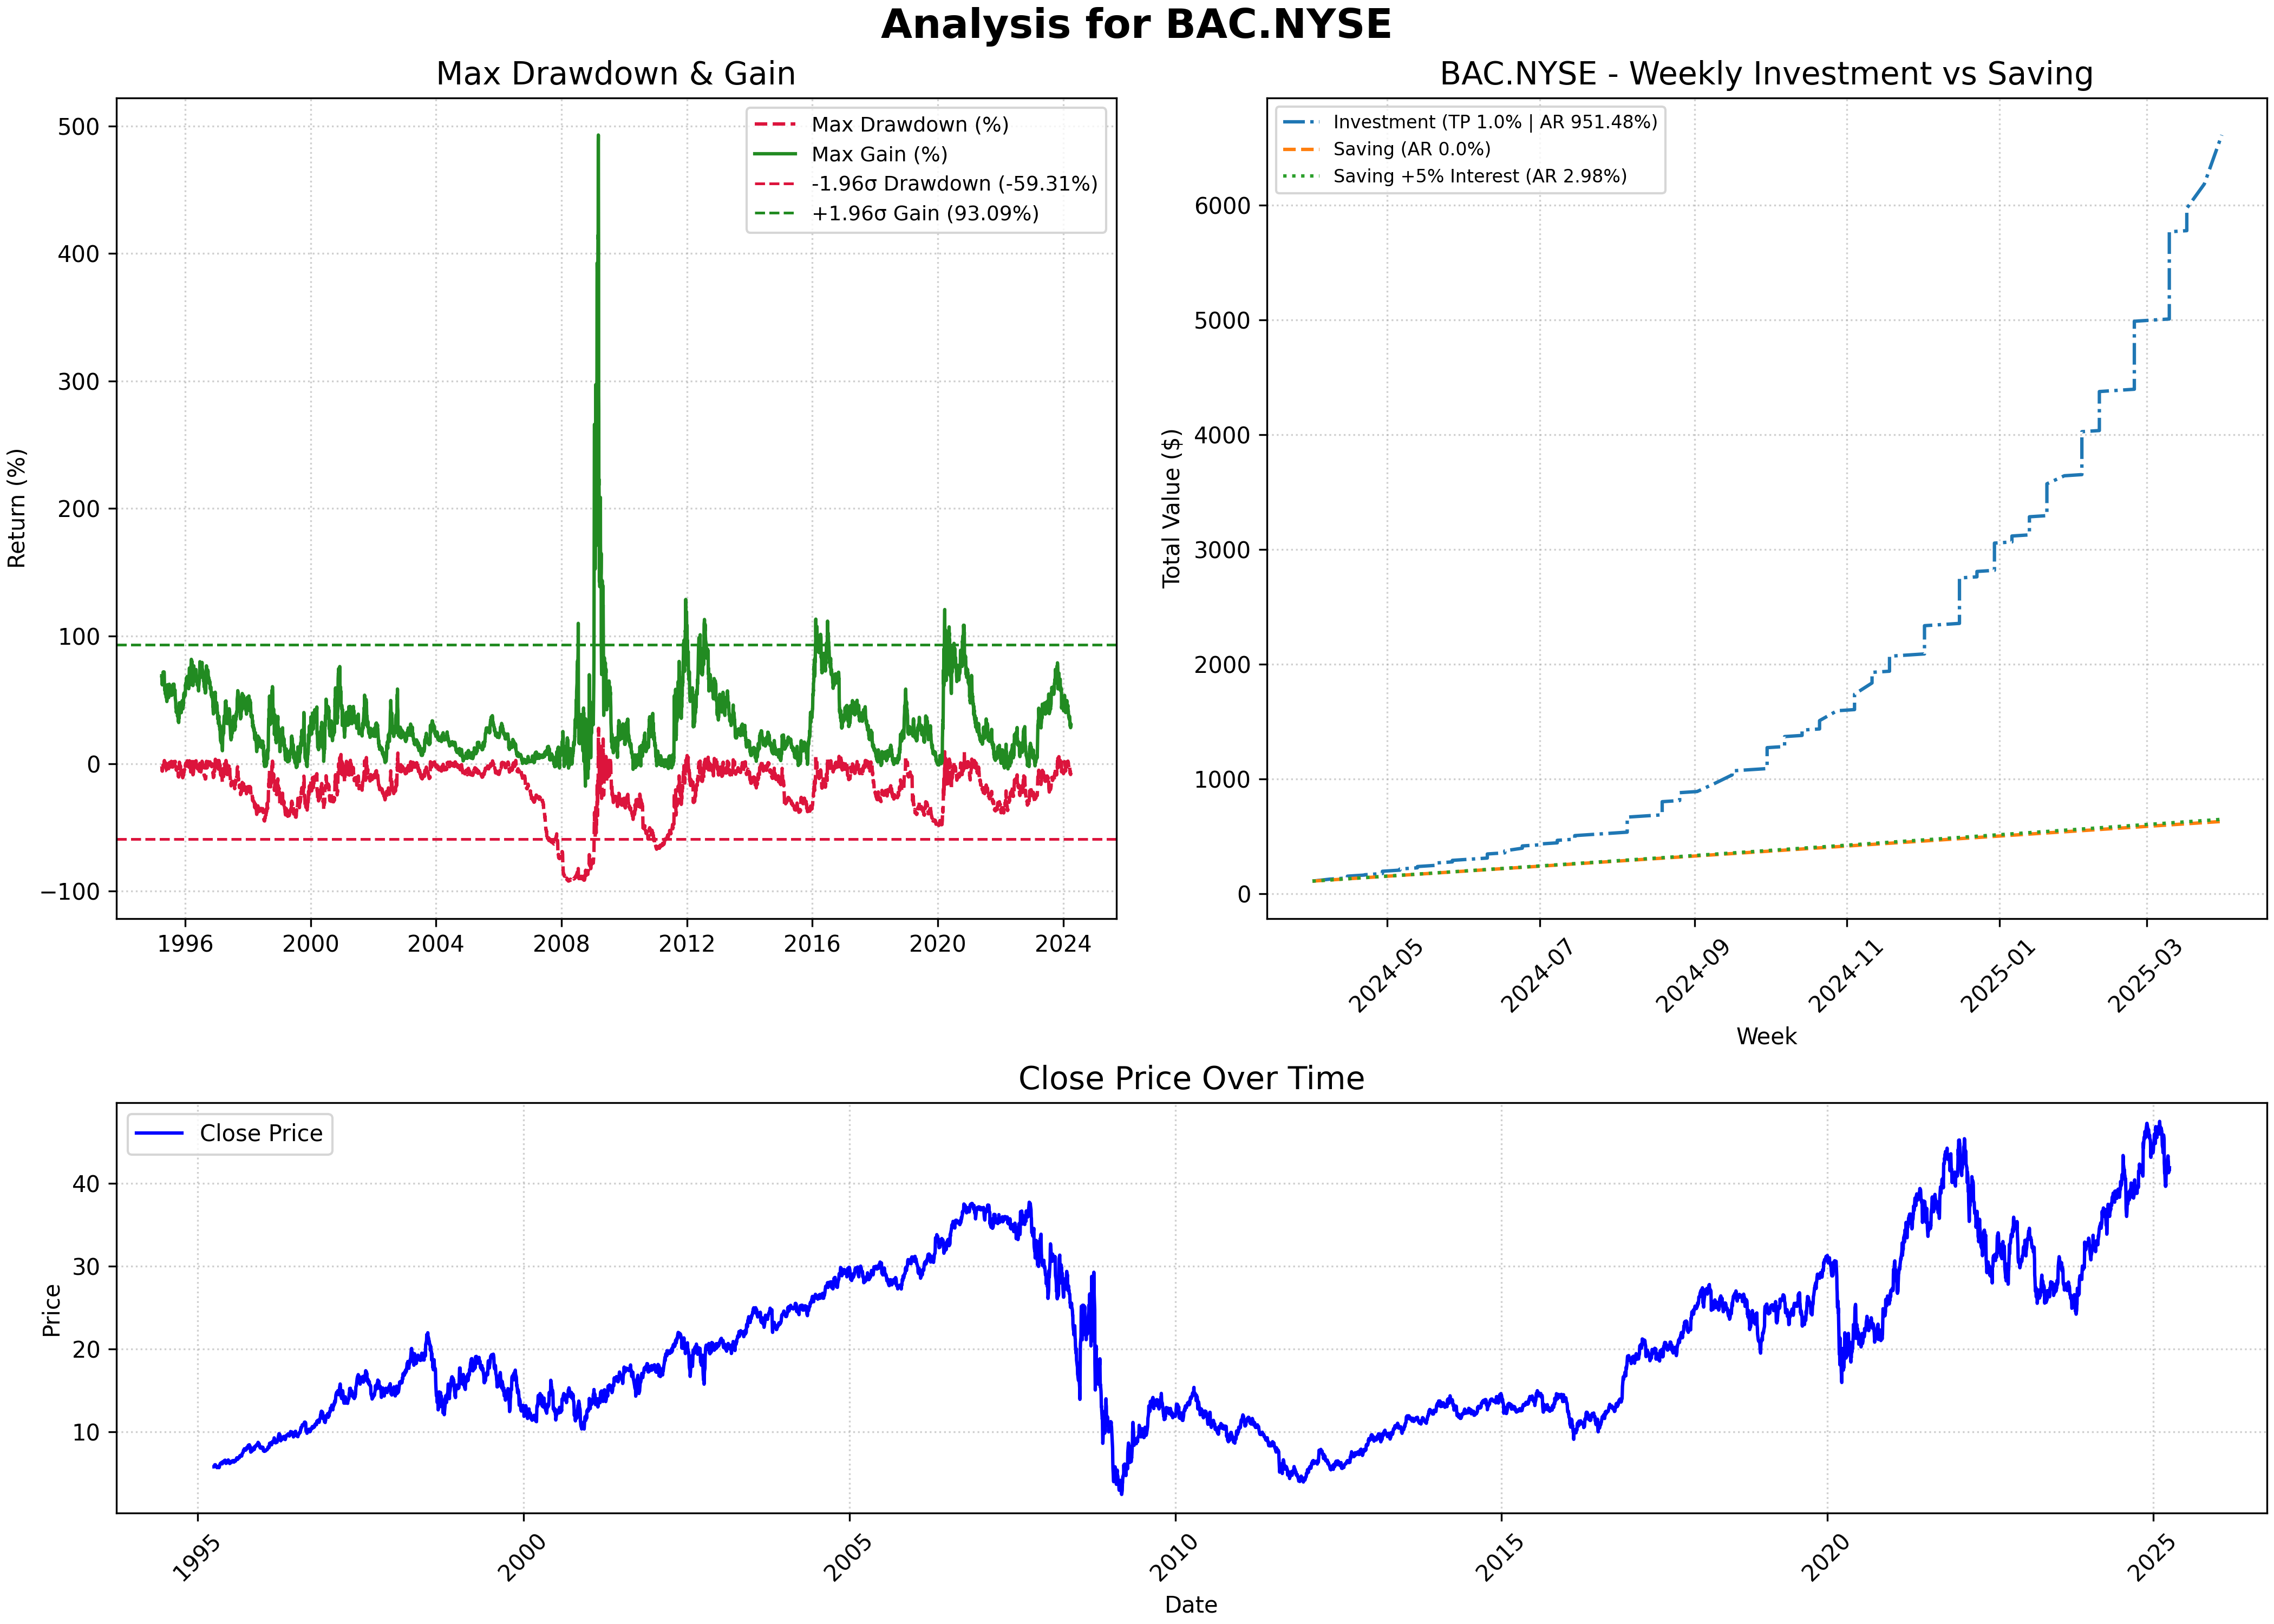 Analysis for BAC.NYSE
Max Drawdown & Gain
Return (%)
500
400
300
200
100
0
−100
1996 2000 2004 2008 2012 2016 2020 2024
Max Drawdown (%)
Max Gain (%)
-1.96σ Drawdown (-59.31%)
+1.96σ Gain (93.09%)
BAC.NYSE - Weekly Investment vs Saving
Total Value ($)
6000
5000
4000
3000
2000
1000
0
Investment (TP 1.0% | AR 951.48%)
Saving (AR 0.0%)
Saving +5% Interest (AR 2.98%)
2024-05 2024-07 2024-09 2024-11 2025-01 2025-03
Week
Close Price Over Time
Close Price
Price
40
30
20
10
1995 2000 2005 2010 2015 2020 2025
Date